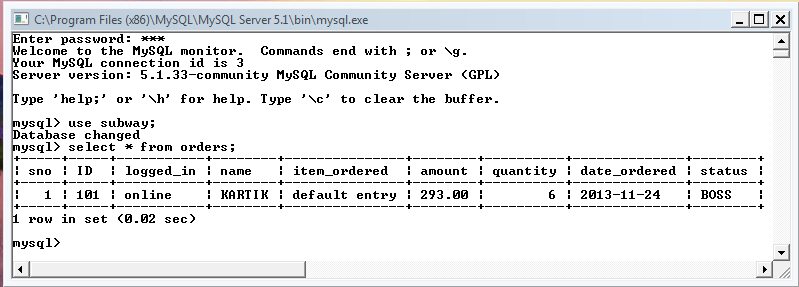 C:\Program Files (x86)\MySQL\MySQL Server 5.1\bin\mysql.exe
Enter password: ***
Welcome to the MySQL monitor.  Commands end with ; or \g.
Your MySQL connection id is 3
Server version: 5.1.33-community MySQL Community Server (GPL)

Type 'help;' or '\h' for help. Type '\c' to clear the buffer.

mysql> use subway;
Database changed
mysql> select * from orders;
+-----+-----+-----------+--------+---------------+--------+----------+--------------+--------+
| sno | ID  | logged_in | name   | item_ordered  | amount | quantity | date_ordered | status |
+-----+-----+-----------+--------+---------------+--------+----------+--------------+--------+
|   1 | 101 | online    | KARTIK | default entry | 293.00 |        6 | 2013-11-24   | BOSS   |
+-----+-----+-----------+--------+---------------+--------+----------+--------------+--------+
1 row in set (0.02 sec)

mysql>